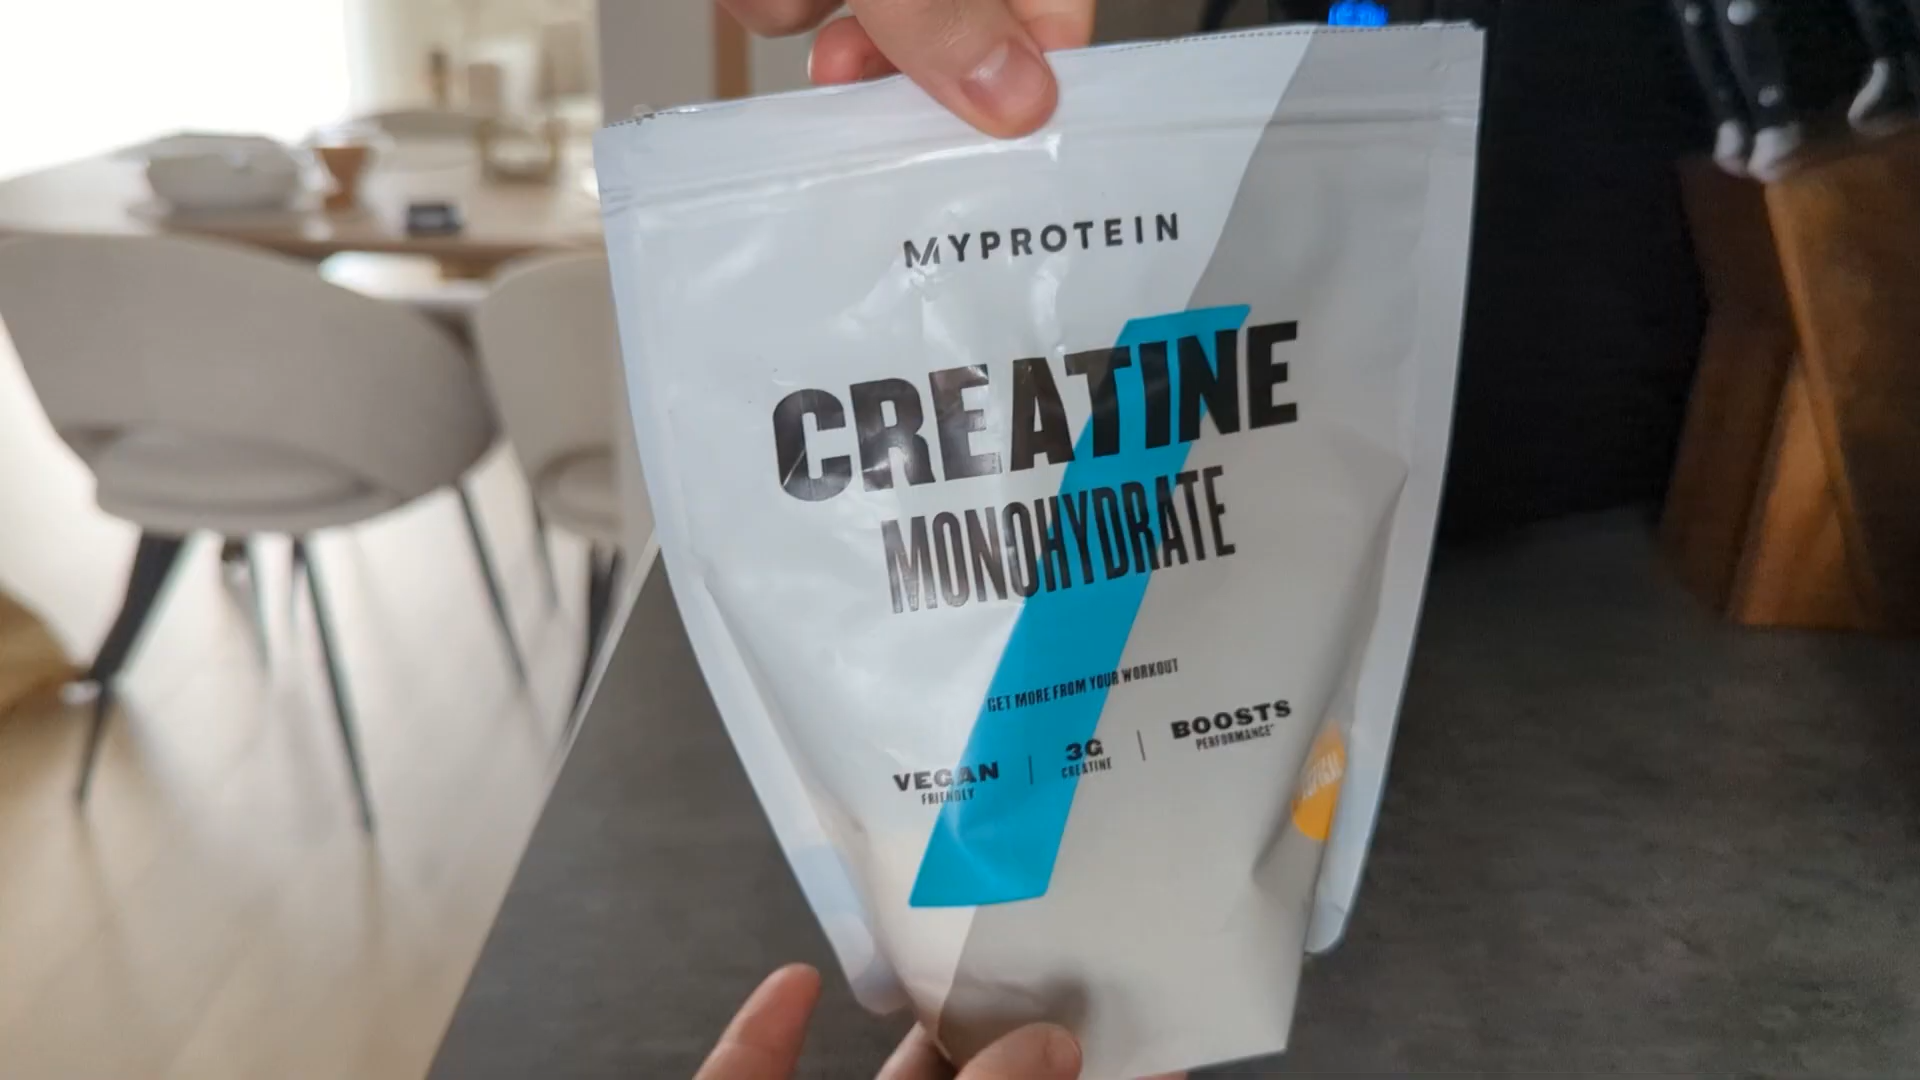 MYPROTEIN
CREATINE
MONOHYDRATE
GET MORE FROM YOUR WORKOUT
VEGAN
FRIENDLY
3G
CREATINE
BOOSTS
PERFORMANCE*